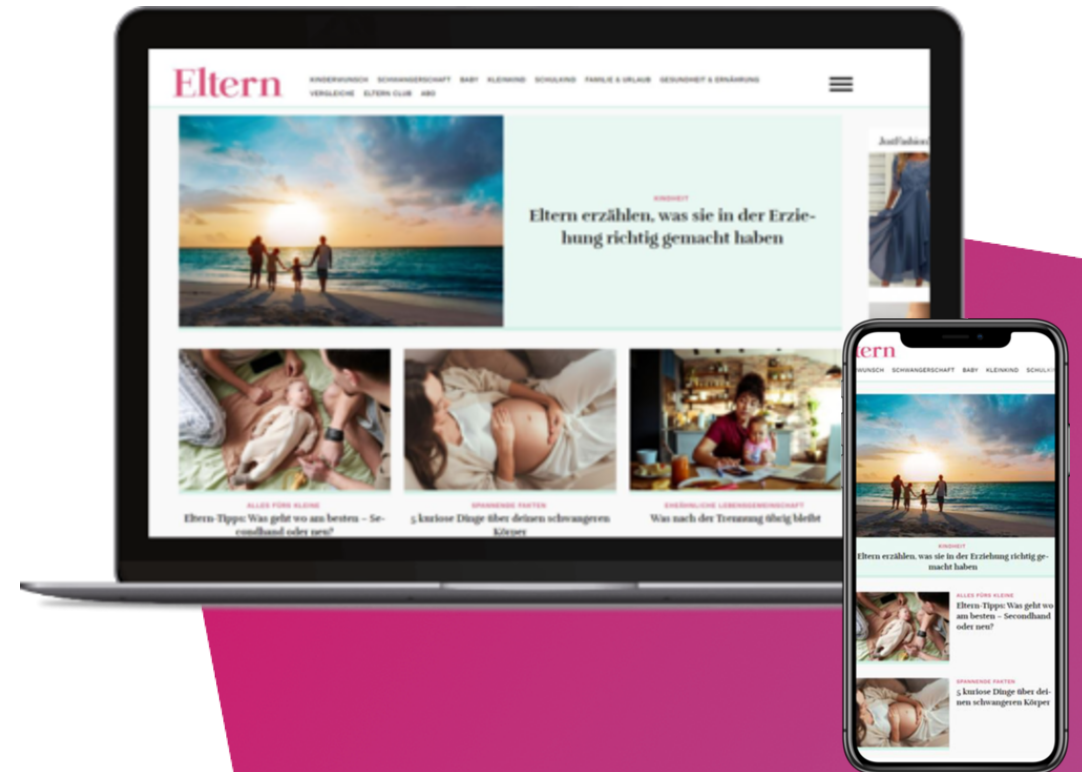 Eltern
KINDERWUNSCH SCHWANGERSCHAFT BABY KLEINKIND SCHULKIND FAMILIE & URLAUB GESUNDHEIT & ERNÄHRUNG
VERGLEICHE ELTERN CLUB ABO
KINDHEIT
Eltern erzählen, was sie in der Erzie-
hung richtig gemacht haben
JustFashion
ALLES FÜRS KLEINE
Eltern-Tipps: Was geht wo am besten – Se-
condhand oder neu?
SPANNENDE FAKTEN
5 kuriose Dinge über deinen schwangeren
Körper
EHEÄHNLICHE LEBENSGEMEINSCHAFT
Was nach der Trennung übrig bleibt
tern
WUNSCH SCHWANGERSCHAFT BABY KLEINKIND SCHULKIN
KINDHEIT
Eltern erzählen, was sie in der Erziehung richtig ge-
macht haben
ALLES FÜRS KLEINE
Eltern-Tipps: Was geht wo
am besten – Secondhand
oder neu?
SPANNENDE FAKTEN
5 kuriose Dinge über dei-
nen schwangeren Körper